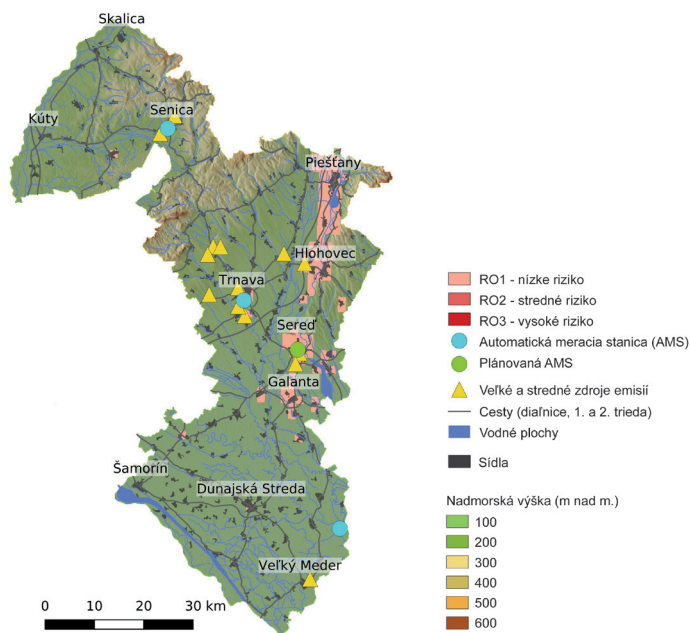 Skalica
Kúty
Senica
Piešťany
Hlohovec
Trnava
Sereď
Galanta
Šamorín
Dunajská Streda
Veľký Meder
0 10 20 30 km
RO1 - nízke riziko
RO2 - stredné riziko
RO3 - vysoké riziko
Automatická meracia stanica (AMS)
Plánovaná AMS
Veľké a stredné zdroje emisií
Cesty (diaľnice, 1. a 2. trieda)
Vodné plochy
Sídla
Nadmorská výška (m nad m.)
100
200
300
400
500
600